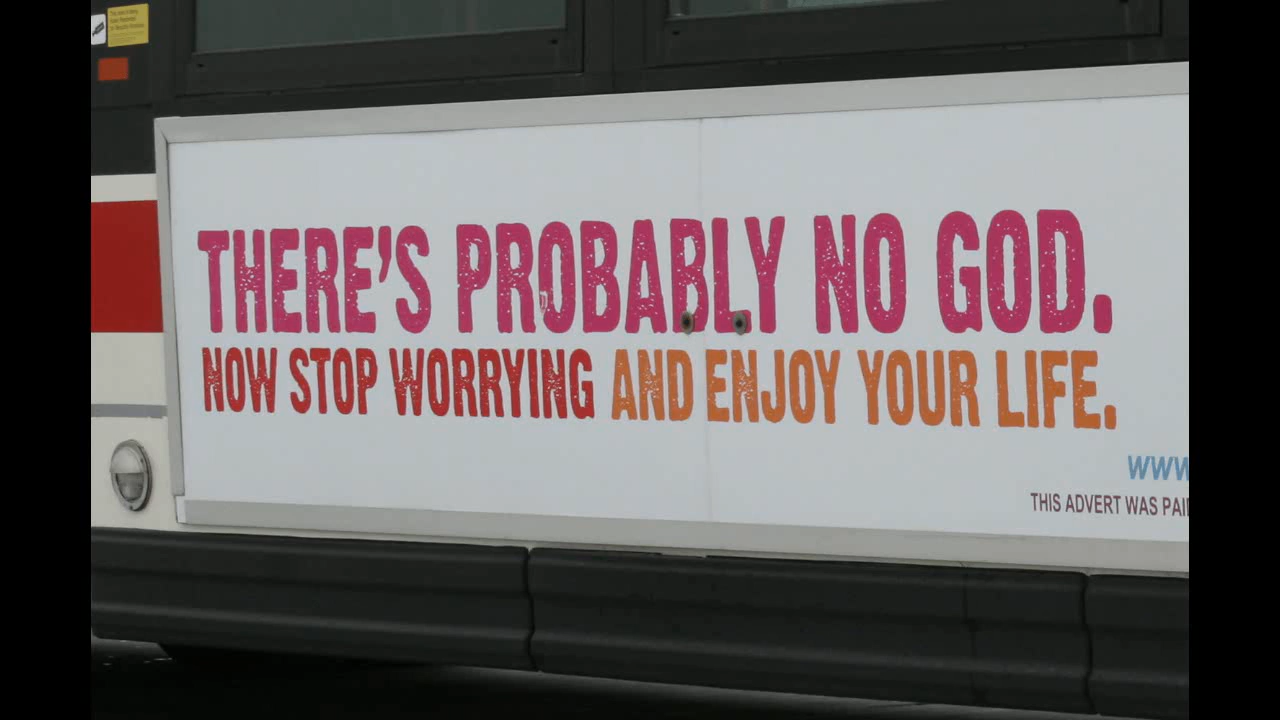 THERE'S PROBABLY NO GOD.
NOW STOP WORRYING AND ENJOY YOUR LIFE.
WWW
THIS ADVERT WAS PAI